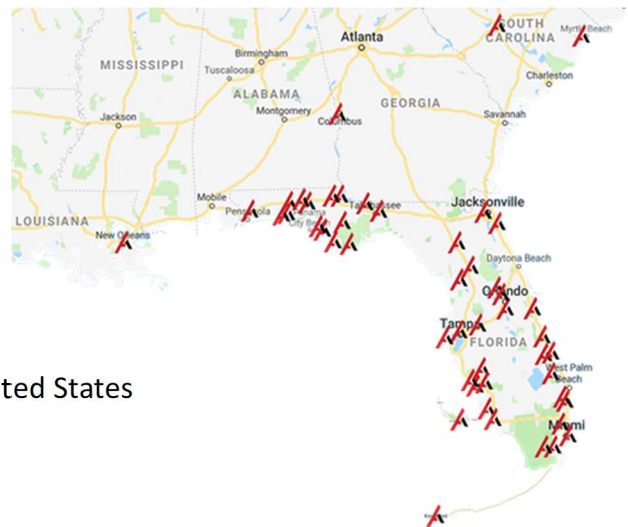 SOUTH
CAROLINA
Myrtle Beach
Atlanta
Birmingham
MISSISSIPPI
Tuscaloosa
Charleston
ALABAMA
GEORGIA
Montgomery
Jackson
Columbus
Savannah
Mobile
Jacksonville
LOUISIANA
New Orleans
Daytona Beach
Orlando
Tampa
FLORIDA
ted States
West Palm
Beach
Miami